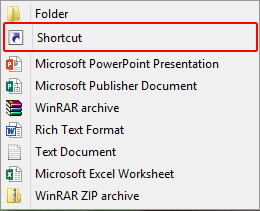 Folder
Shortcut
Microsoft PowerPoint Presentation
Microsoft Publisher Document
WinRAR archive
Rich Text Format
Text Document
Microsoft Excel Worksheet
WinRAR ZIP archive